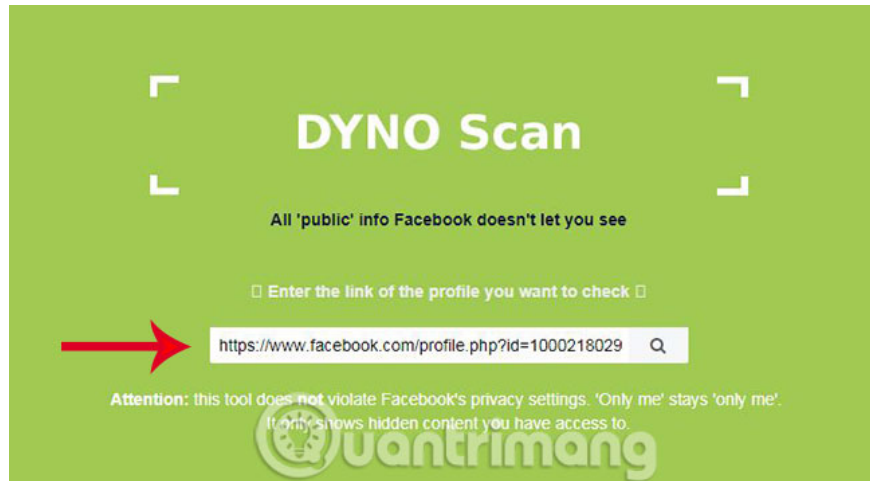 DYNO Scan
All 'public' info Facebook doesn't let you see
Enter the link of the profile you want to check
https://www.facebook.com/profile.php?id=1000218029
Attention: this tool does not violate Facebook's privacy settings. 'Only me' stays 'only me'.
It only shows hidden content you have access to.
Quantrimang